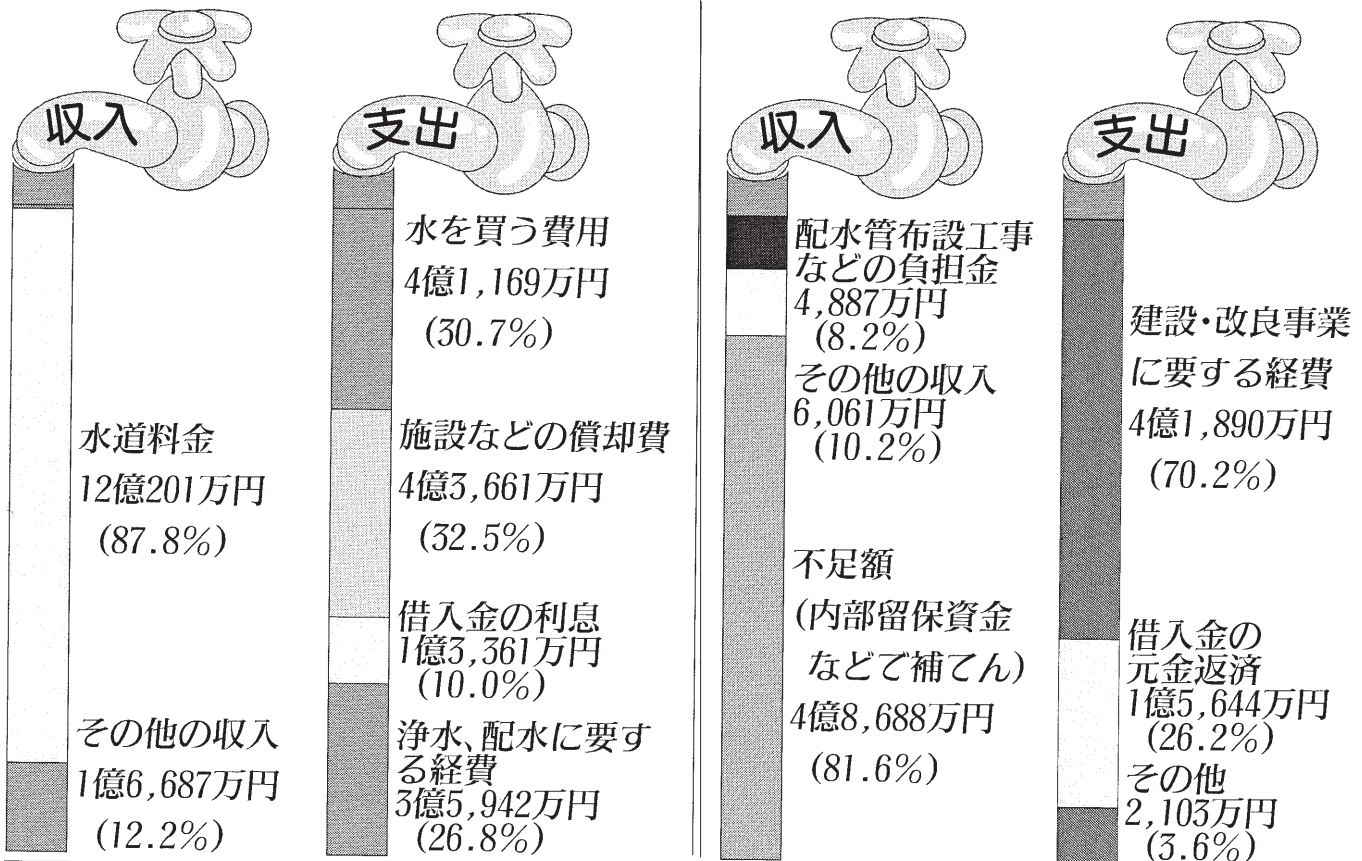 収入
水道料金
12億201万円
(87.8%)
その他の収入
1億6,687万円
(12.2%)
支出
水を買う費用
4億1,169万円
(30.7%)
施設などの償却費
4億3,661万円
(32.5%)
借入金の利息
1億3,361万円
(10.0%)
浄水、配水に要す
る経費
3億5,942万円
(26.8%)
収入
配水管布設工事
などの負担金
4,887万円
(8.2%)
その他の収入
6,061万円
(10.2%)
不足額
(内部留保資金
などで補てん)
4億8,688万円
(81.6%)
支出
建設・改良事業
に要する経費
4億1,890万円
(70.2%)
借入金の
元金返済
1億5,644万円
(26.2%)
その他
2,103万円
(3.6%)